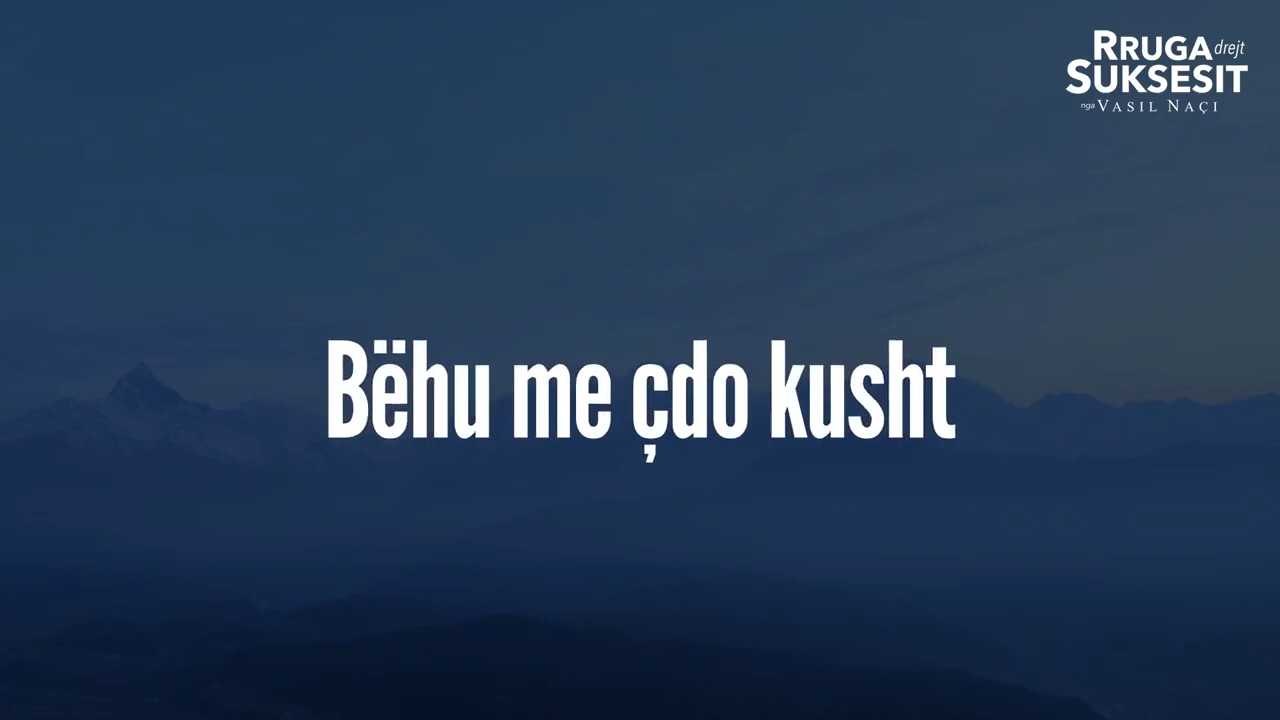 RRUGA drejt
SUKSESIT
nga VASIL NAÇI
Bëhu me çdo kusht